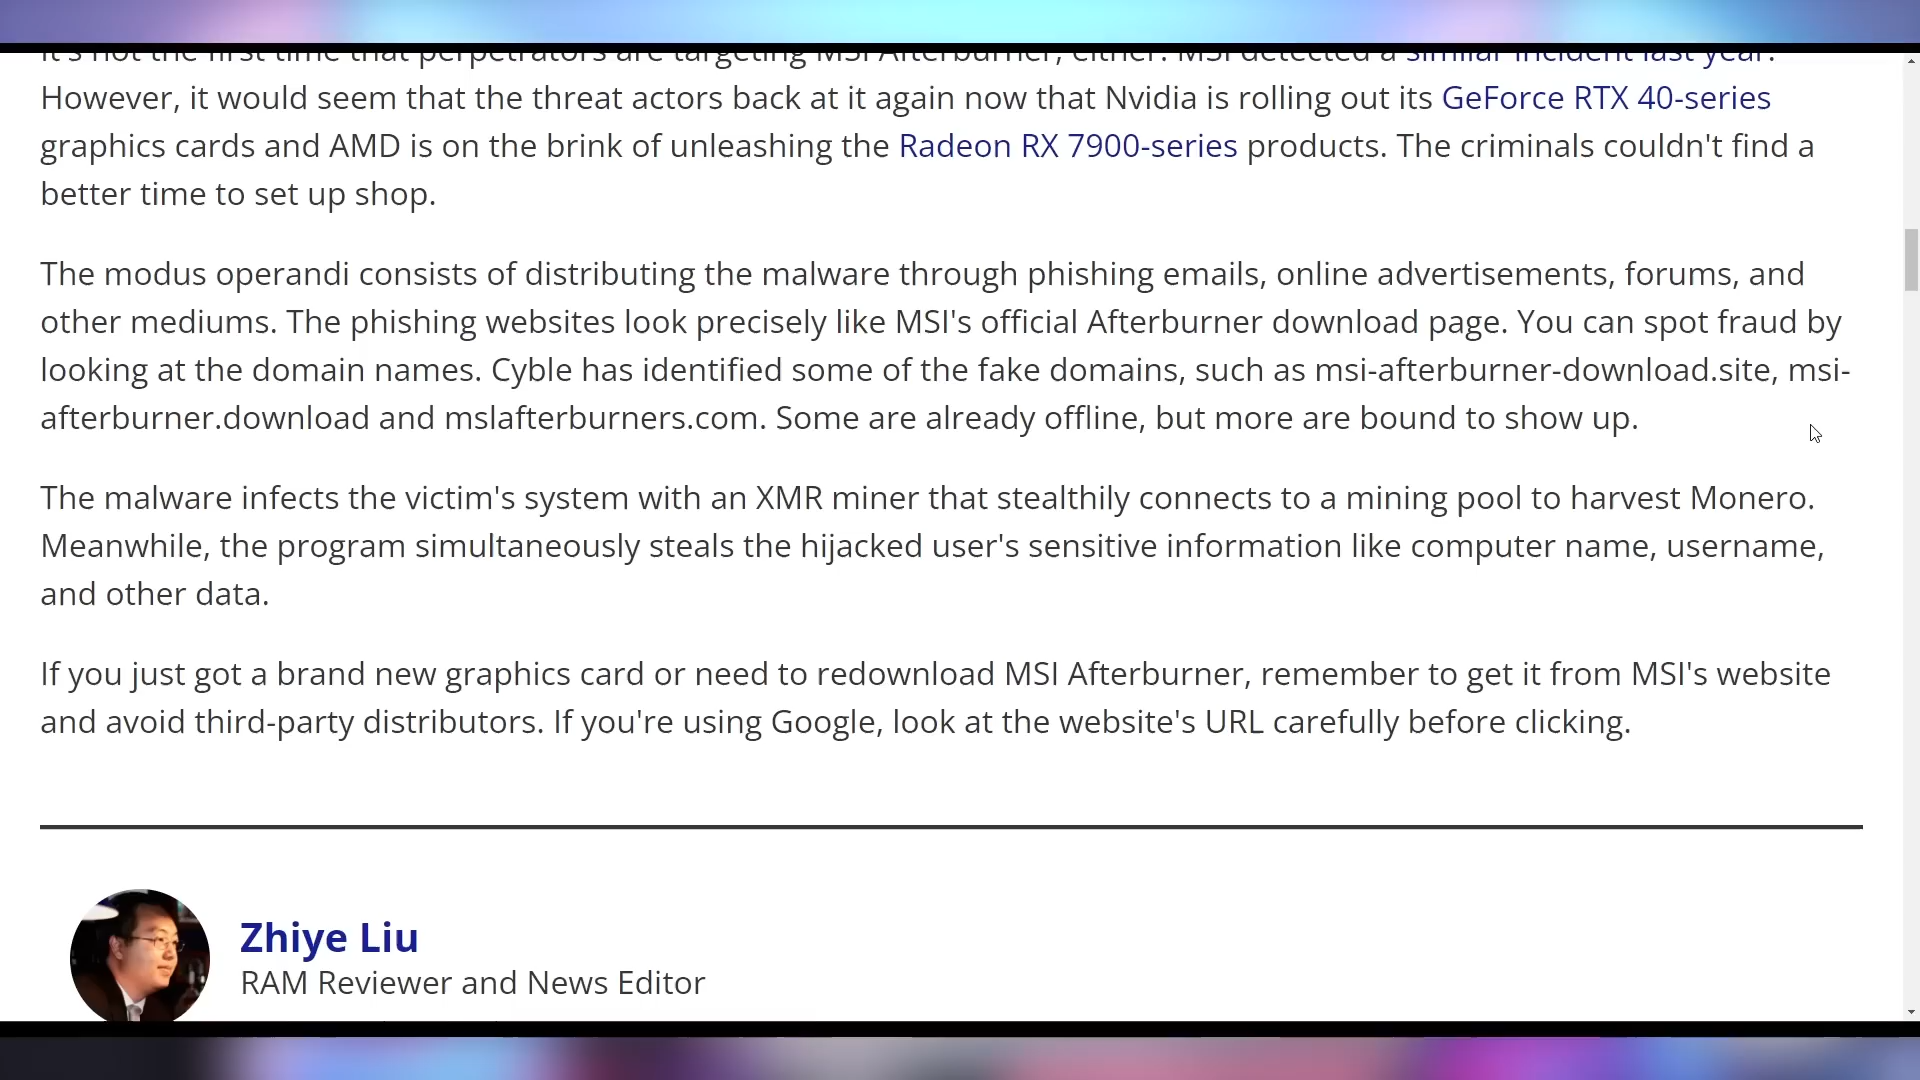 It's not the first time that perpetrators are targeting MSI Afterburner, either. MSI detected a similar incident last year.
However, it would seem that the threat actors back at it again now that Nvidia is rolling out its GeForce RTX 40-series
graphics cards and AMD is on the brink of unleashing the Radeon RX 7900-series products. The criminals couldn't find a
better time to set up shop.
The modus operandi consists of distributing the malware through phishing emails, online advertisements, forums, and
other mediums. The phishing websites look precisely like MSI's official Afterburner download page. You can spot fraud by
looking at the domain names. Cyble has identified some of the fake domains, such as msi-afterburner-download.site, msi-
afterburner.download and mslafterburners.com. Some are already offline, but more are bound to show up.
The malware infects the victim's system with an XMR miner that stealthily connects to a mining pool to harvest Monero.
Meanwhile, the program simultaneously steals the hijacked user's sensitive information like computer name, username,
and other data.
If you just got a brand new graphics card or need to redownload MSI Afterburner, remember to get it from MSI's website
and avoid third-party distributors. If you're using Google, look at the website's URL carefully before clicking.
Zhiye Liu
RAM Reviewer and News Editor